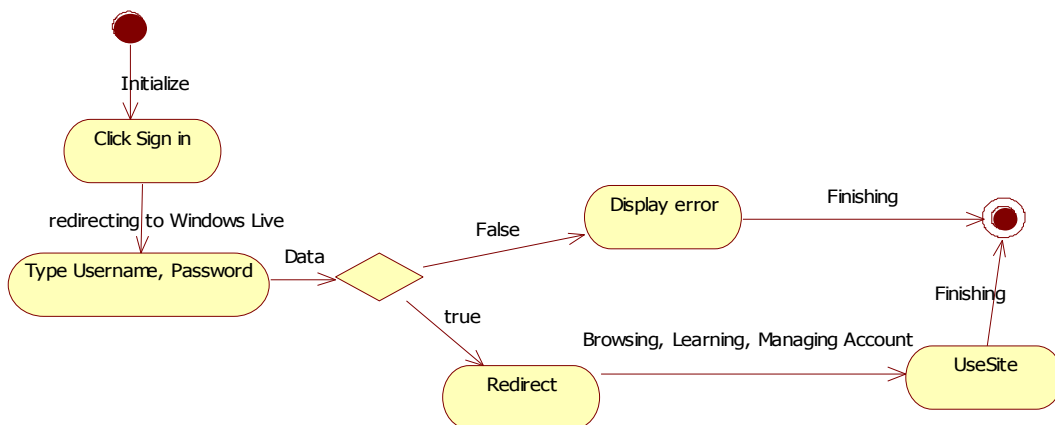 Initialize
Click Sign in
redirecting to Windows Live
Type Username, Password
Data
False
Display error
Finishing
true
Redirect
Browsing, Learning, Managing Account
UseSite
Finishing